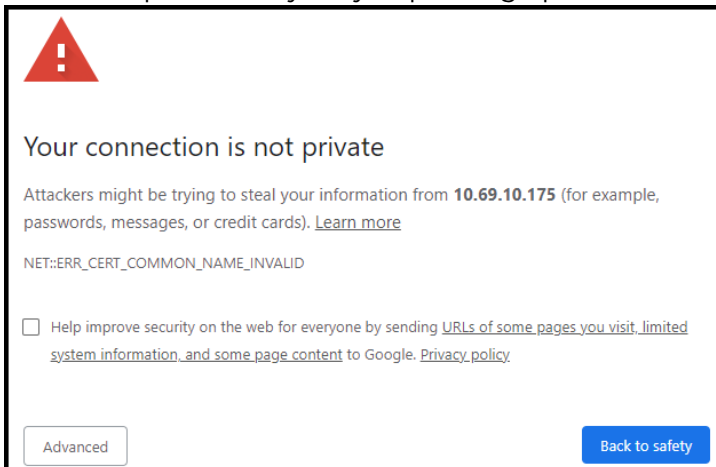 Your connection is not private
Attackers might be trying to steal your information from 10.69.10.175 (for example,
passwords, messages, or credit cards). Learn more
NET::ERR_CERT_COMMON_NAME_INVALID
Help improve security on the web for everyone by sending URLs of some pages you visit, limited
system information, and some page content to Google. Privacy policy
Advanced
Back to safety